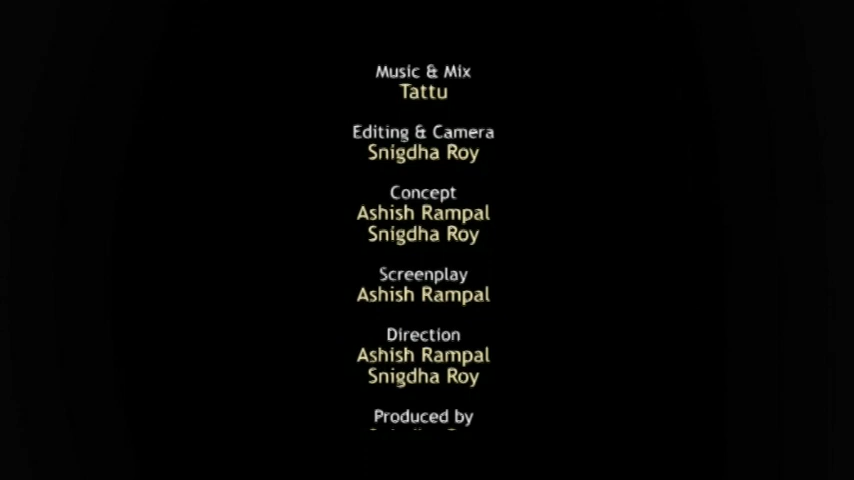 Music & Mix
Tattu
Editing & Camera
Snigdha Roy
Concept
Ashish Rampal
Snigdha Roy
Screenplay
Ashish Rampal
Direction
Ashish Rampal
Snigdha Roy
Produced by